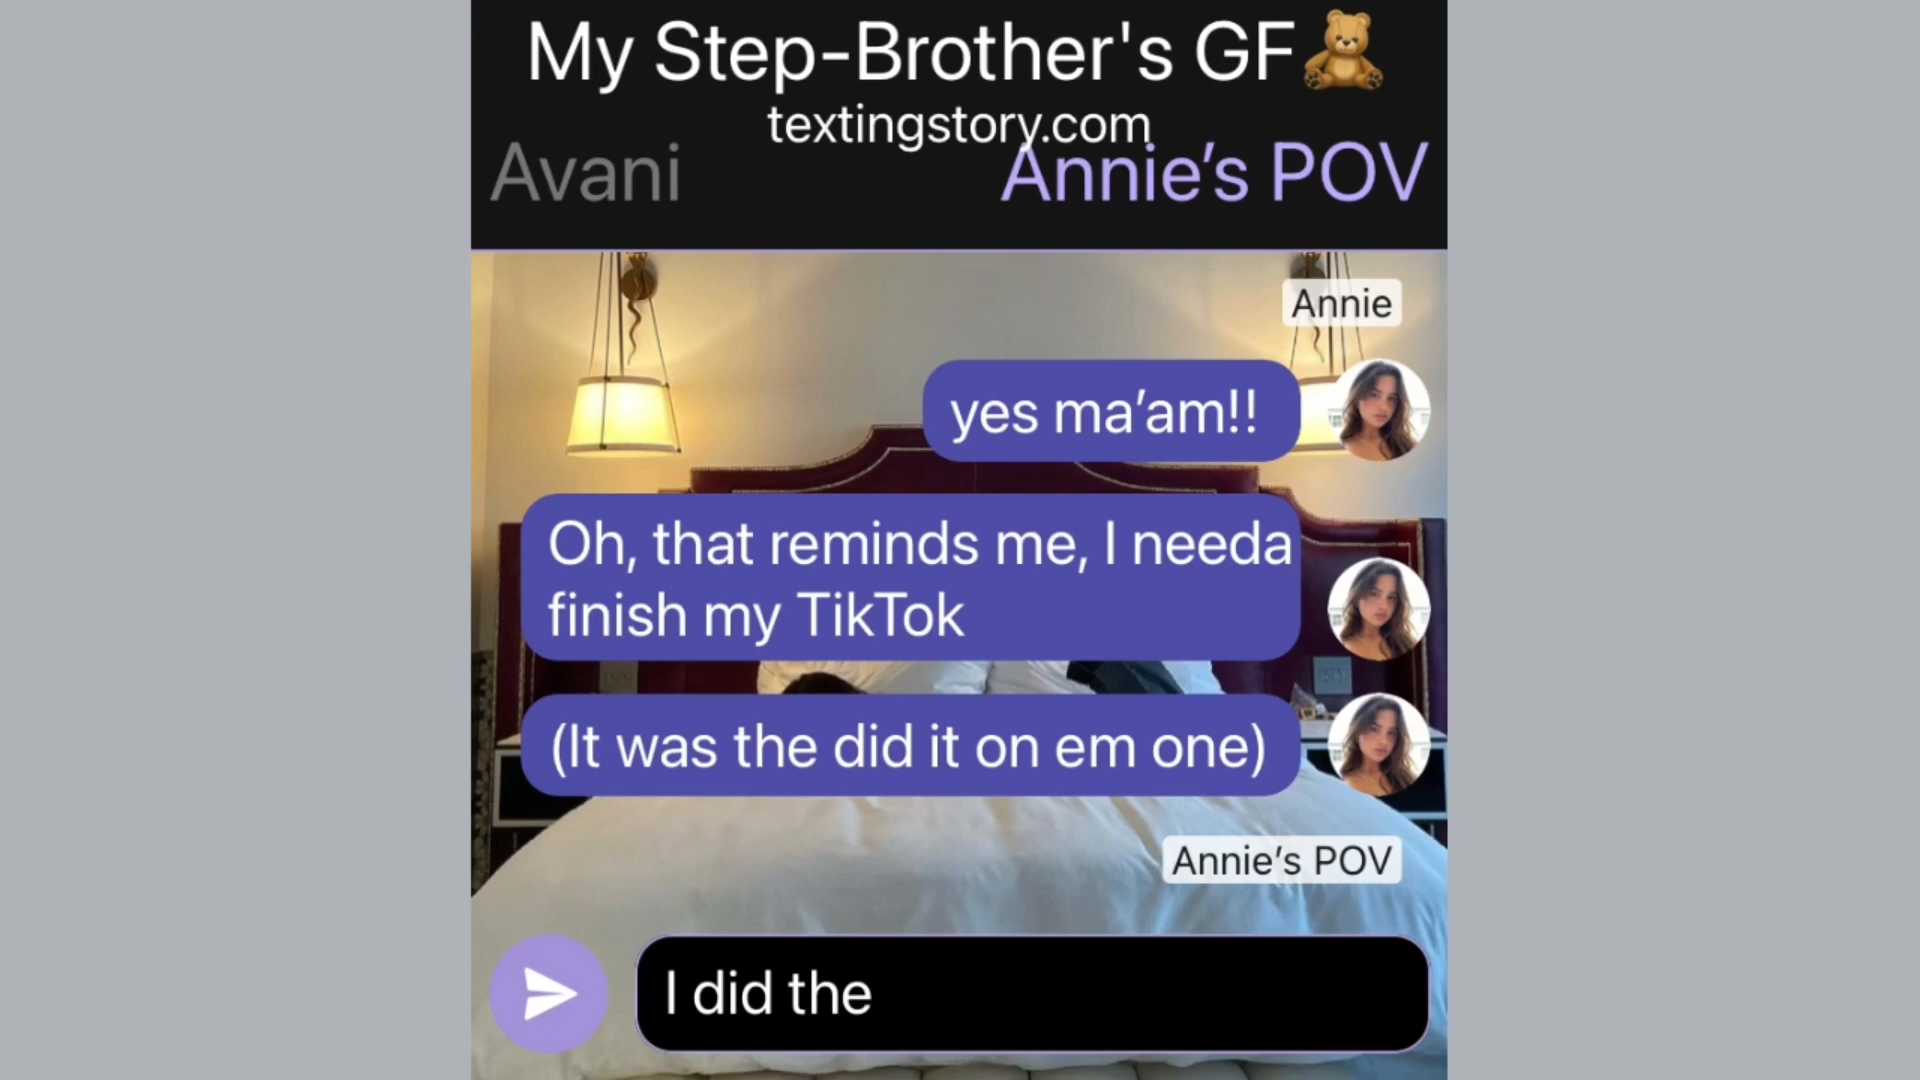 My Step-Brother's GF🧸
textingstory.com
Avani
Annie’s POV
Annie
yes ma’am!!
Oh, that reminds me, I needa
finish my TikTok
(It was the did it on em one)
Annie’s POV
I did the